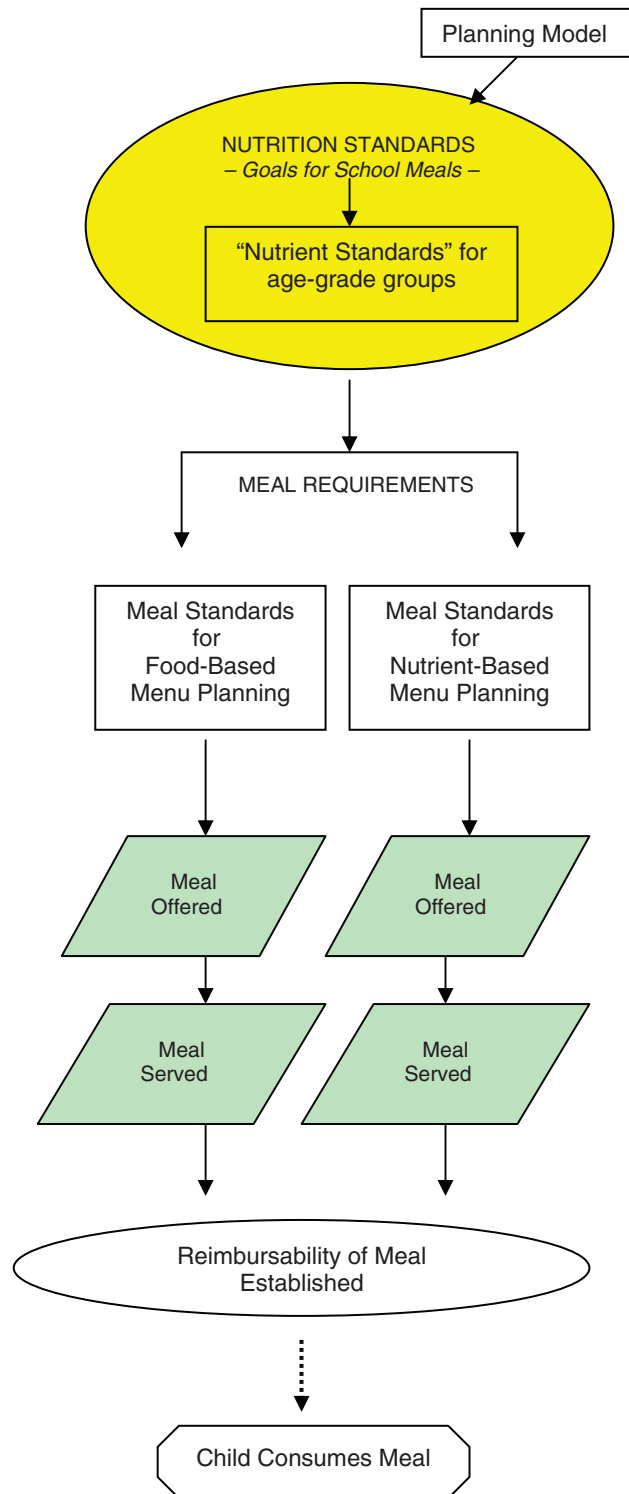 Planning Model
NUTRITION STANDARDS
– Goals for School Meals –
“Nutrient Standards” for
age-grade groups
MEAL REQUIREMENTS
Meal Standards
for
Food-Based
Menu Planning
Meal Standards
for
Nutrient-Based
Menu Planning
Meal
Offered
Meal
Offered
Meal
Served
Meal
Served
Reimbursability of Meal
Established
Child Consumes Meal